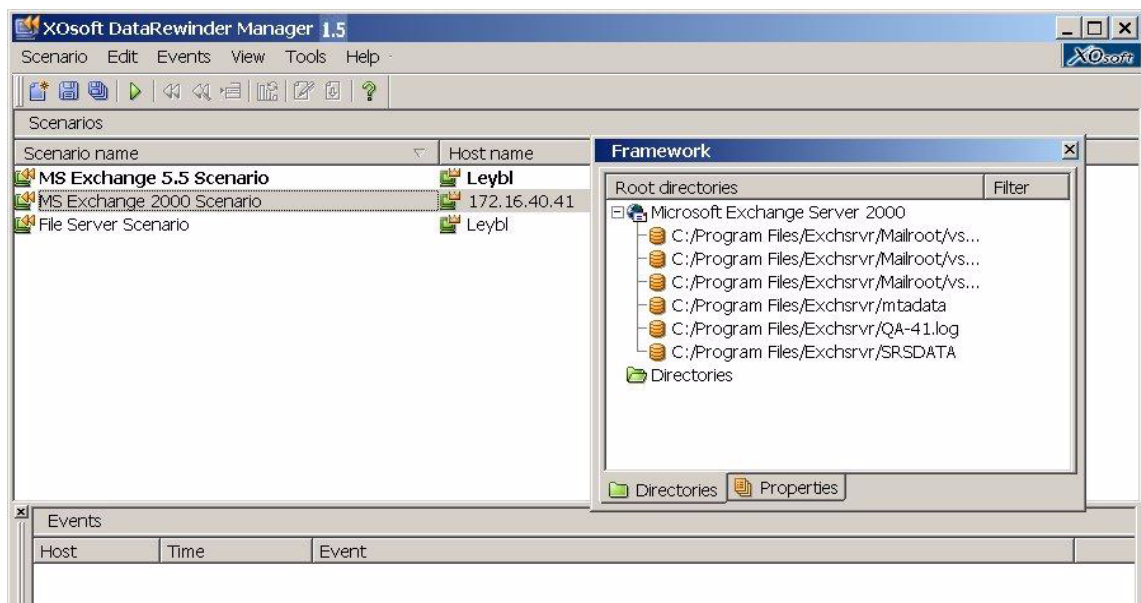 XOsoft DataRewinder Manager 1.5
Scenario Edit Events View Tools Help
XOsoft
Scenarios
Scenario name Host name
MS Exchange 5.5 Scenario Leybl
MS Exchange 2000 Scenario 172.16.40.41
File Server Scenario Leybl
Framework
Root directories Filter
Microsoft Exchange Server 2000
C:/Program Files/Exchsrvr/Mailroot/vs...
C:/Program Files/Exchsrvr/Mailroot/vs...
C:/Program Files/Exchsrvr/Mailroot/vs...
C:/Program Files/Exchsrvr/mtadata
C:/Program Files/Exchsrvr/QA-41.log
C:/Program Files/Exchsrvr/SRSDATA
Directories
Directories Properties
Events
Host Time Event